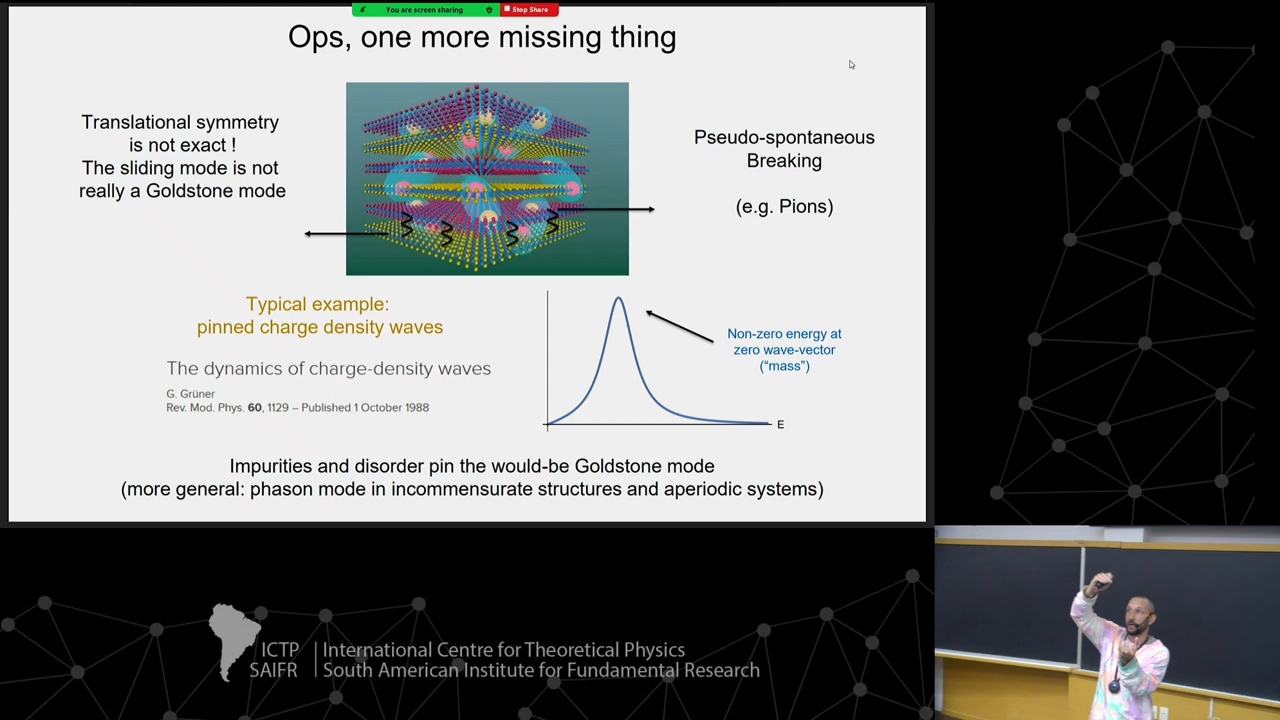 You are screen sharing
Stop Share
Ops, one more missing thing
Translational symmetry
is not exact !
The sliding mode is not
really a Goldstone mode
Pseudo-spontaneous
Breaking
(e.g. Pions)
Typical example:
pinned charge density waves
The dynamics of charge-density waves
G. Grüner
Rev. Mod. Phys. 60, 1129 – Published 1 October 1988
Non-zero energy at
zero wave-vector
(“mass”)
E
Impurities and disorder pin the would-be Goldstone mode
(more general: phason mode in incommensurate structures and aperiodic systems)
ICTP
SAIFR
International Centre for Theoretical Physics
South American Institute for Fundamental Research